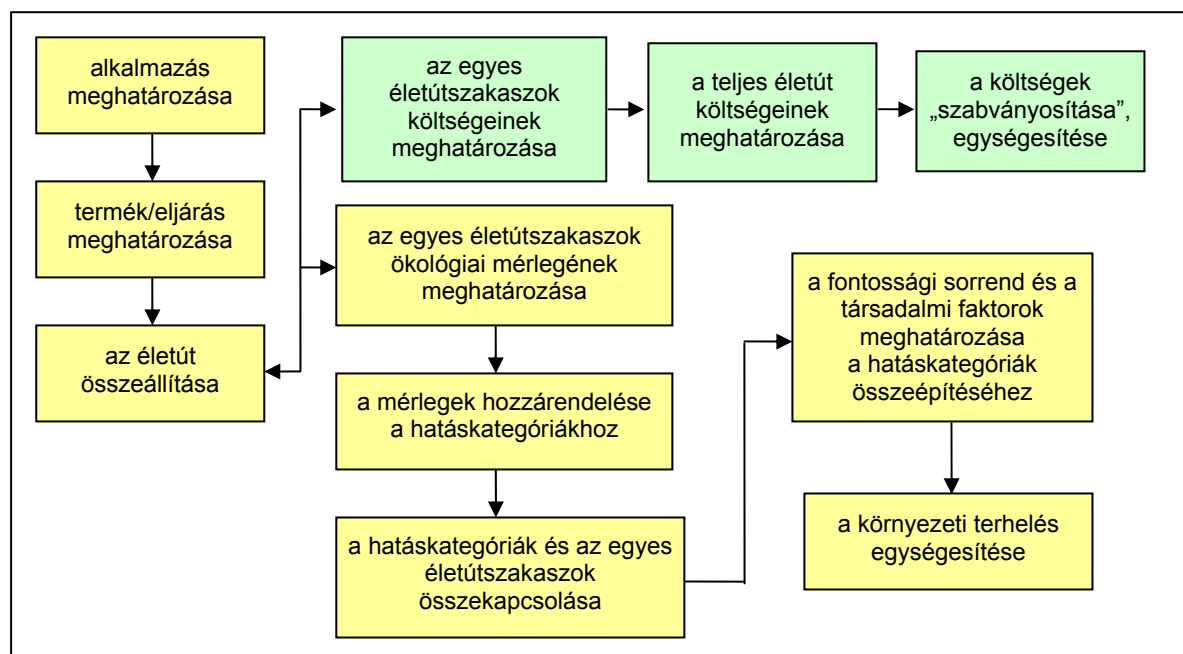 alkalmazás
meghatározása
termék/eljárás
meghatározása
az életút
összeállítása
az egyes
életútszakaszok
költségeinek
meghatározása
a teljes életút
költségeinek
meghatározása
a költségek
„szabványosítása”,
egységesítése
az egyes életútszakaszok
ökológiai mérlegének
meghatározása
a mérlegek hozzárendelése
a hatáskategóriákhoz
a hatáskategóriák és az egyes
életútszakaszok
összekapcsolása
a fontossági sorrend és a
társadalmi faktorok
meghatározása
a hatáskategóriák
összeépítéséhez
a környezeti terhelés
egységesítése